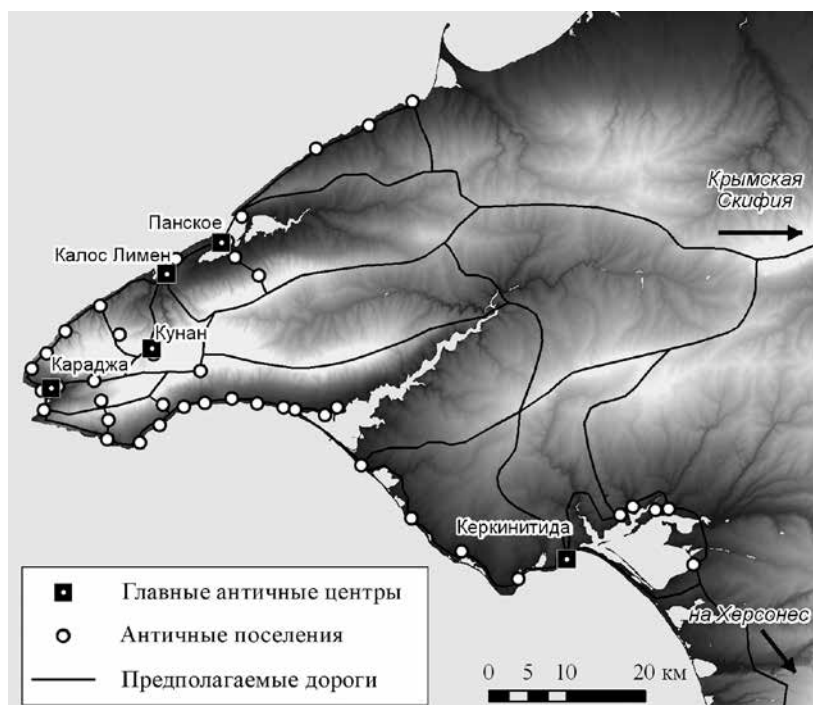 Крымская
Скифия
Панское
Калос Лимен
Кунан
Караджа
Керкинитида
на Херсонес
Главные античные центры
Античные поселения
Предполагаемые дороги
0 5 10 20 км